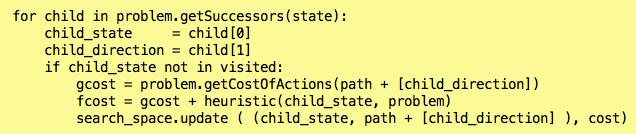 for child in problem.getSuccessors(state):
    child_state     = child[0]
    child_direction = child[1]
    if child_state not in visited:
        gcost = problem.getCostOfActions(path + [child_direction])
        fcost = gcost + heuristic(child_state, problem)
        search_space.update ( (child_state, path + [child_direction] ), cost)